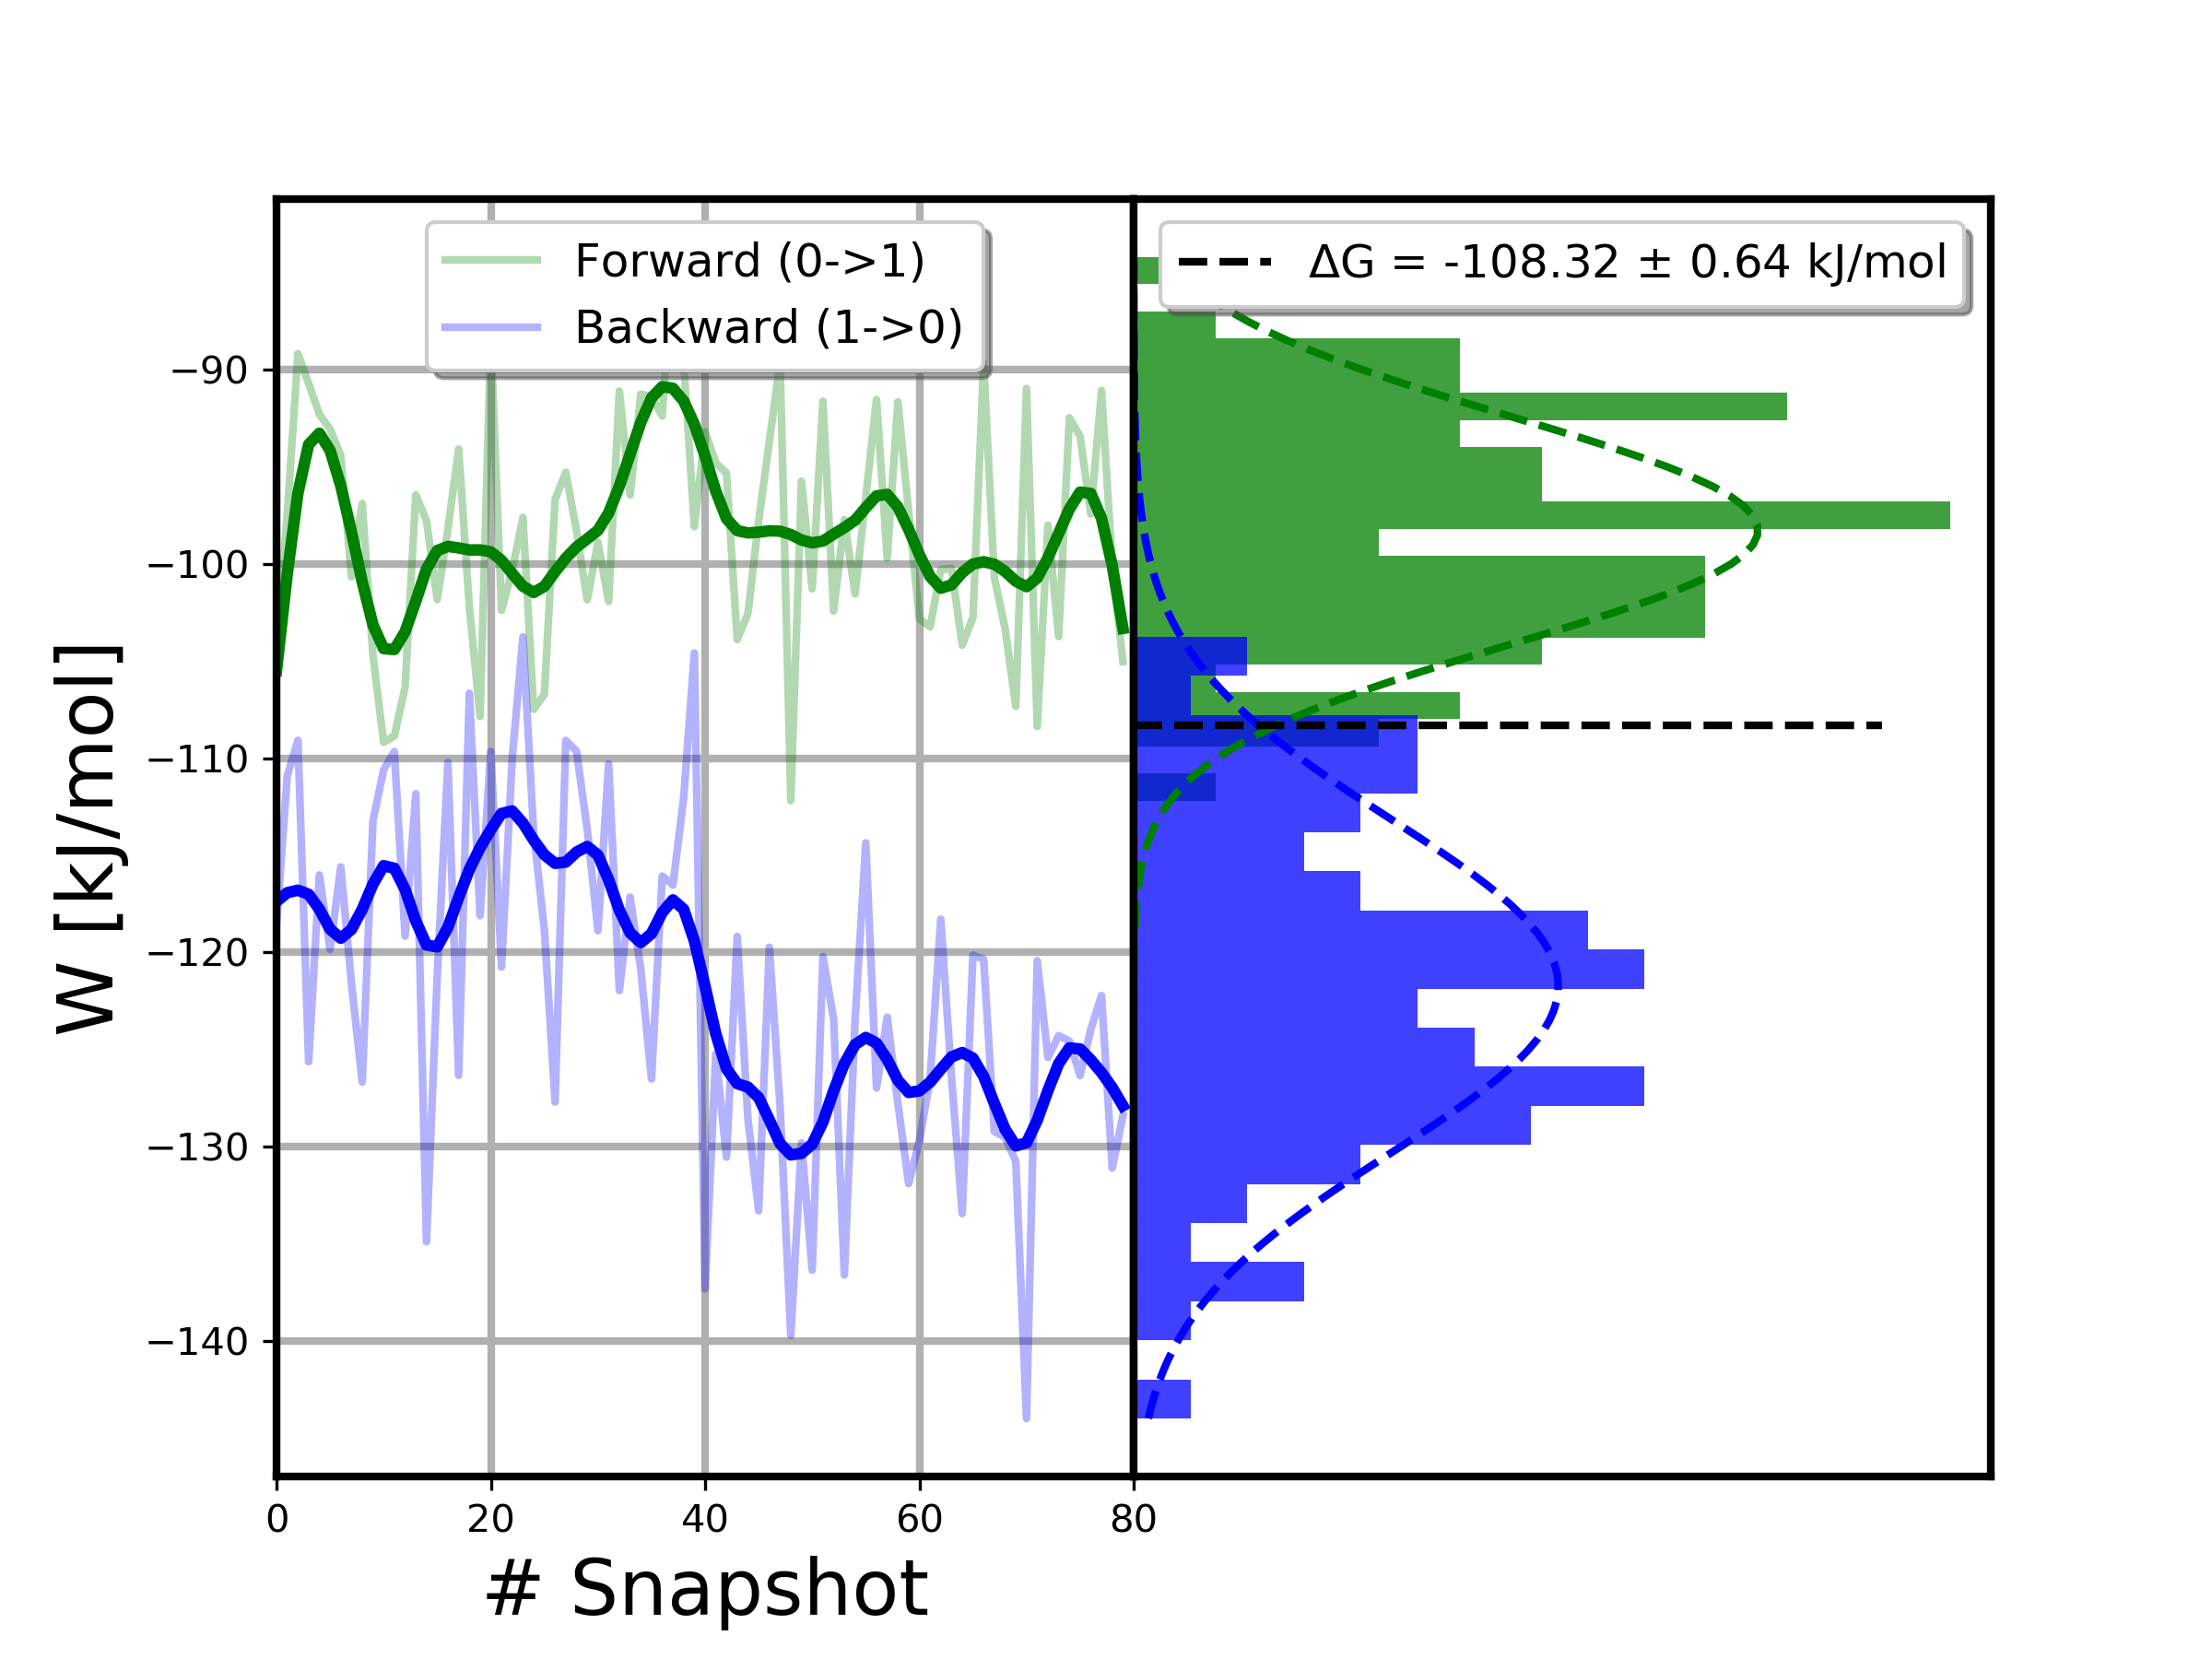 Forward (0->1)
Backward (1->0)
ΔG = -108.32 ± 0.64 kJ/mol
W [kJ/mol]
−90
−100
−110
−120
−130
−140
0 20 40 60 80
# Snapshot